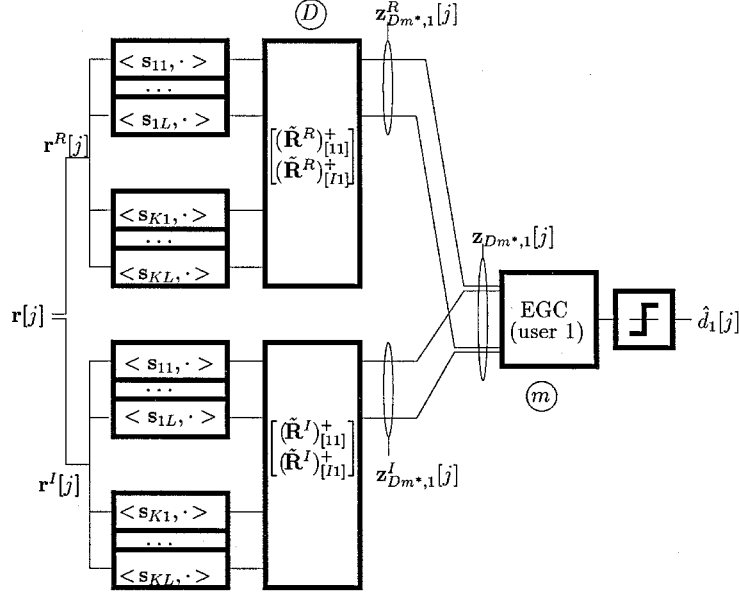 D
z^R_{Dm*,1}[j]
< s_{11}, · >
...
< s_{1L}, · >
r^R[j]
[(R̃^R)^+_{[11]}]
[(R̃^R)^+_{[I1]}]
< s_{K1}, · >
...
< s_{KL}, · >
z_{Dm*,1}[j]
r[j]
EGC
(user 1)
d̂_1[j]
m
< s_{11}, · >
...
< s_{1L}, · >
[(R̃^I)^+_{[11]}]
[(R̃^I)^+_{[I1]}]
z^I_{Dm*,1}[j]
r^I[j]
< s_{K1}, · >
...
< s_{KL}, · >